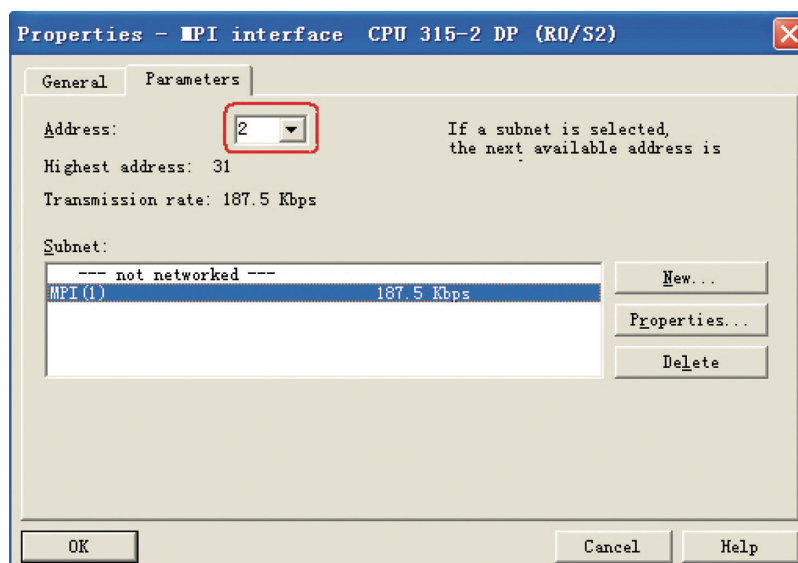 Properties - MPI interface CPU 315-2 DP (R0/S2)
General Parameters
Address: 2
If a subnet is selected,
the next available address is
Highest address: 31
Transmission rate: 187.5 Kbps
Subnet:
--- not networked ---
MPI(1) 187.5 Kbps
New...
Properties...
Delete
OK Cancel Help